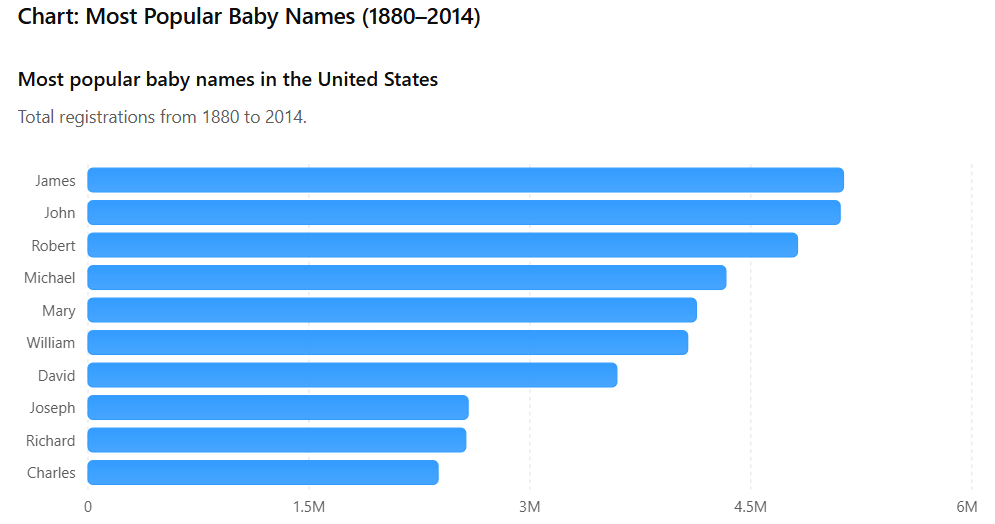 Chart: Most Popular Baby Names (1880–2014)
Most popular baby names in the United States
Total registrations from 1880 to 2014.
James
John
Robert
Michael
Mary
William
David
Joseph
Richard
Charles
0 1.5M 3M 4.5M 6M